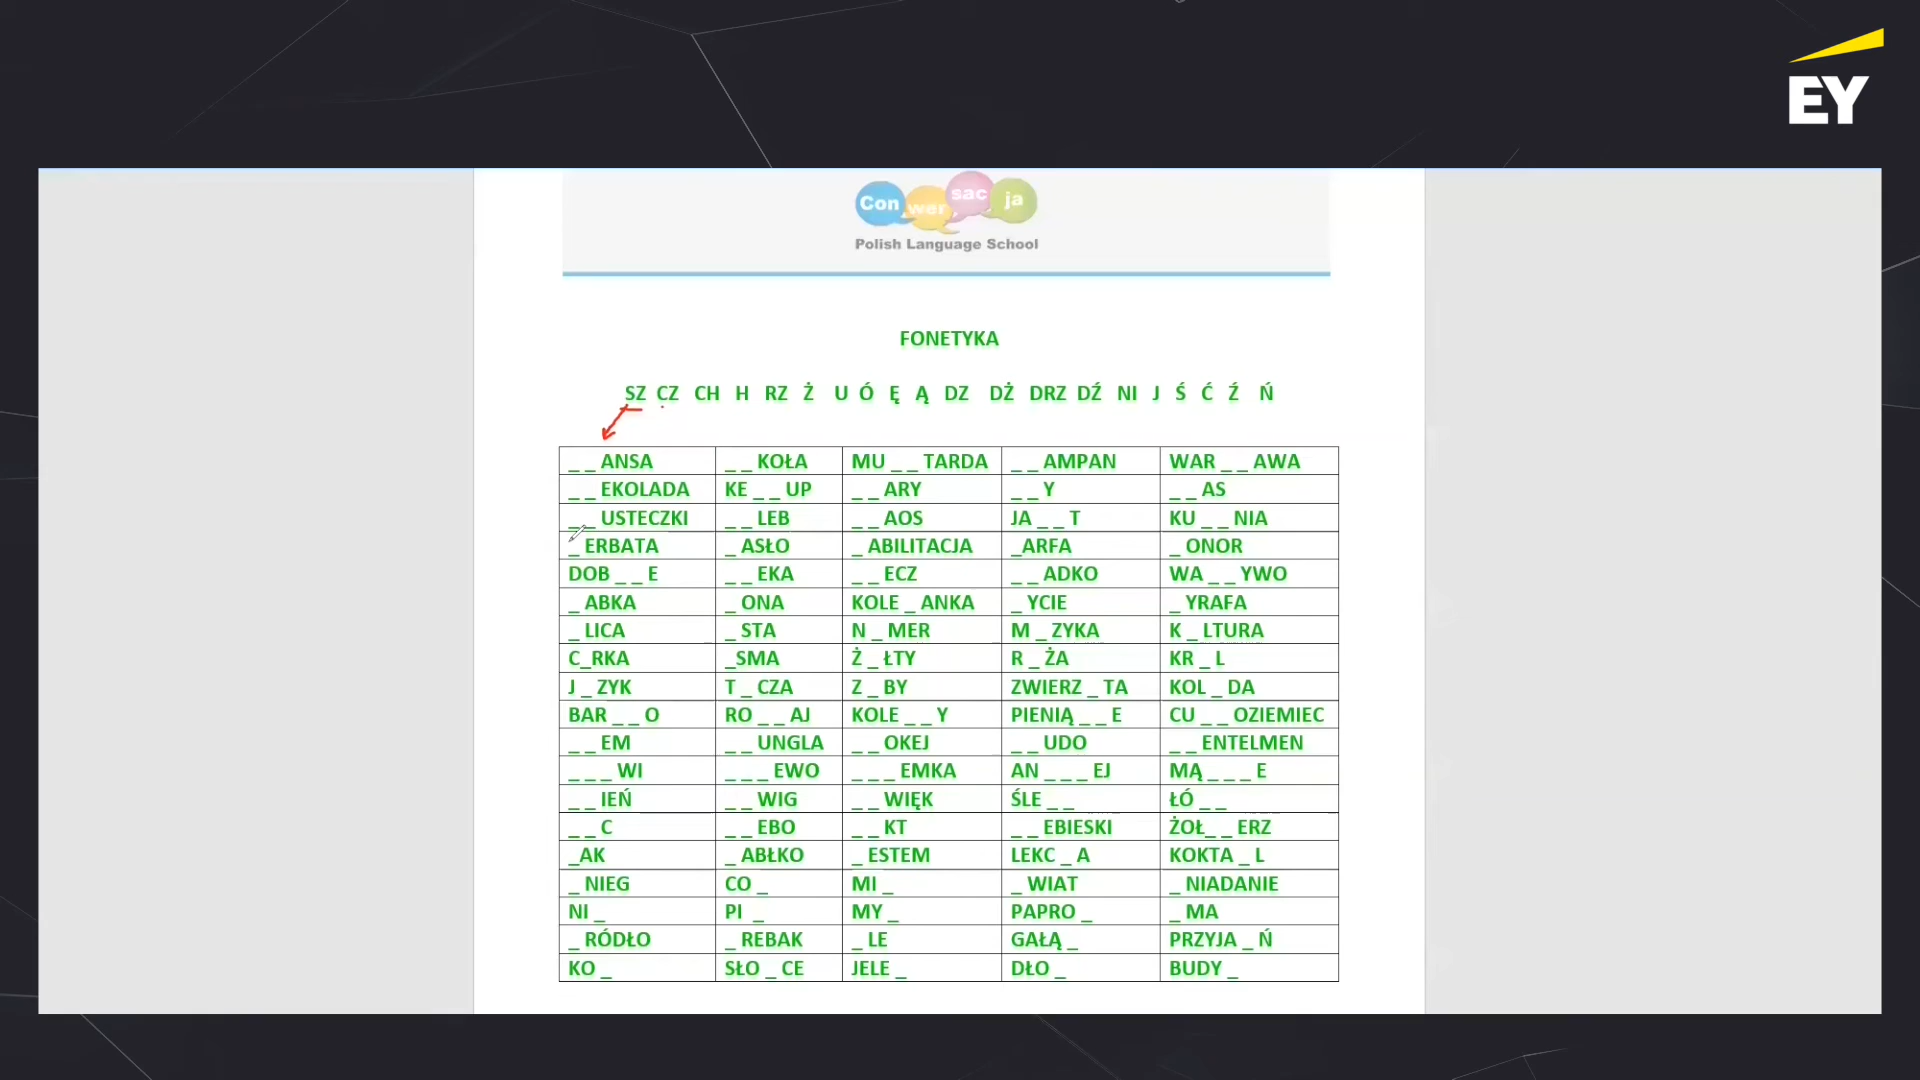 EY
Con wer sac ja
Polish Language School
FONETYKA
SZ CZ CH H RZ Ż U Ó Ę Ą DZ DŻ DRZ DŹ NI J Ś Ć Ź Ń
_ _ ANSA _ _ KOŁA MU _ _ TARDA _ _ AMPAN WAR _ _ AWA
_ _ EKOLADA KE _ _ UP _ _ ARY _ _ Y _ _ AS
_ _ USTECZKI _ _ LEB _ _ AOS JA _ _ T KU _ _ NIA
_ ERBATA _ ASŁO _ ABILITACJA _ARFA _ ONOR
DOB _ _ E _ _ EKA _ _ ECZ _ _ ADKO WA _ _ YWO
_ ABKA _ ONA KOLE _ ANKA _ YCIE _ YRAFA
_ LICA _ STA N _ MER M _ ZYKA K _ LTURA
C_RKA _SMA Ż _ ŁTY R _ ŻA KR _ L
J _ ZYK T _ CZA Z _ BY ZWIERZ _ TA KOL _ DA
BAR _ _ O RO _ _ AJ KOLE _ _ Y PIENIĄ _ _ E CU _ _ OZIEMIEC
_ _ EM _ _ UNGLA _ _ OKEJ _ _ UDO _ _ ENTELMEN
_ _ _ WI _ _ _ EWO _ _ _ EMKA AN _ _ _ EJ MĄ _ _ _ E
_ _ IEŃ _ _ WIG _ _ WIĘK ŚLE _ _ ŁÓ _ _
_ _ C _ _ EBO _ _ KT _ _ EBIESKI ŻOŁ_ _ ERZ
_AK _ ABŁKO _ ESTEM LEKC _ A KOKTA _ L
_ NIEG CO _ MI _ _ WIAT _ NIADANIE
NI _ PI _ MY _ PAPRO _ _ MA
_ RÓDŁO _ REBAK _ LE GAŁĄ _ PRZYJA _ Ń
KO _ SŁO _ CE JELE _ DŁO _ BUDY _